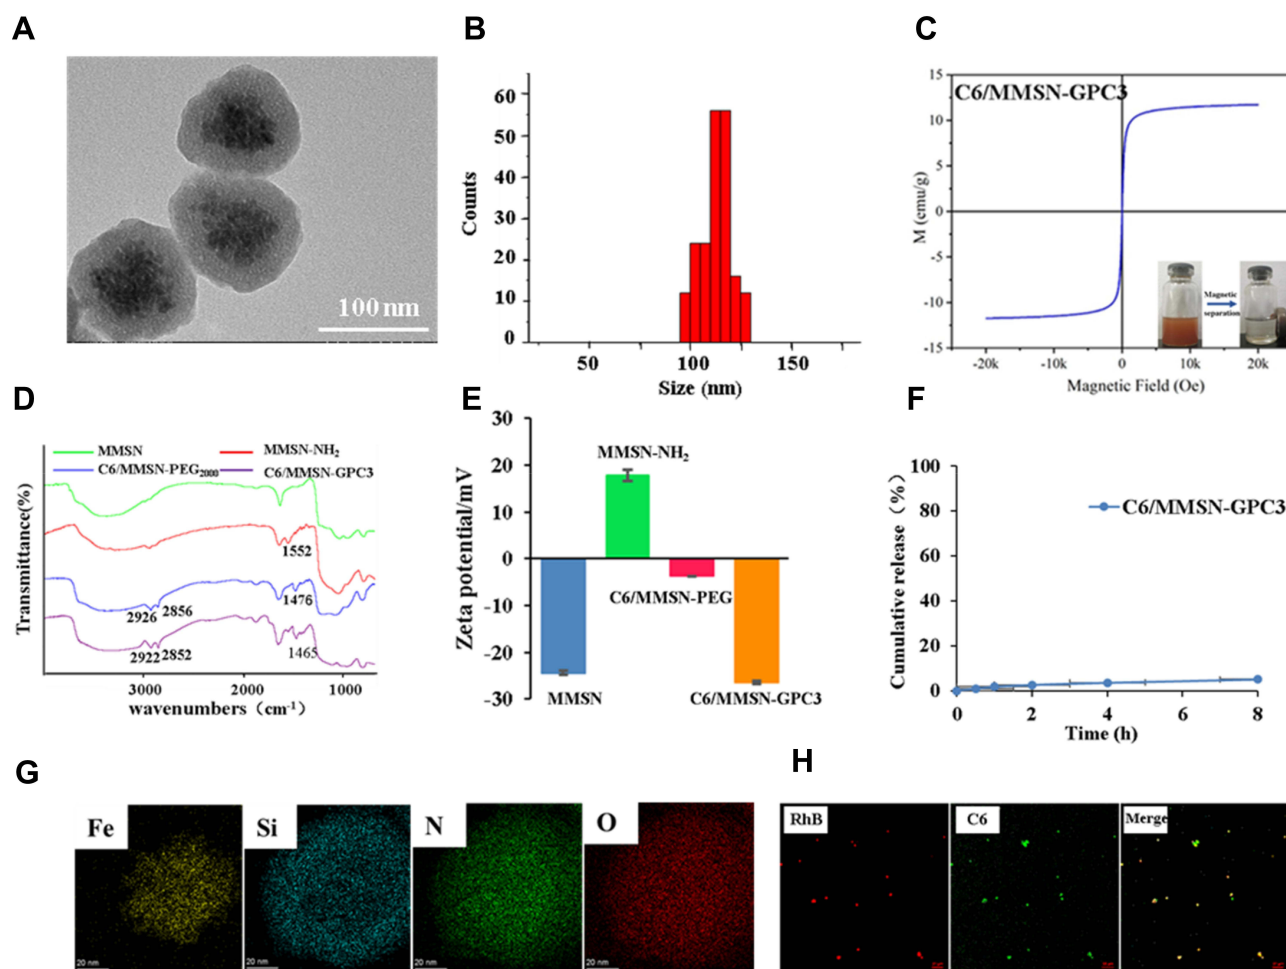 A
100 nm
B
60
50
40
30
20
10
0
Counts
50
100
150
Size (nm)
C
C6/MMSN-GPC3
15
10
5
0
-5
-10
-15
M (emu/g)
-20k
-10k
0
10k
20k
Magnetic Field (Oe)
Magnetic
separation
D
MMSN
MMSN-NH2
C6/MMSN-PEG2000
C6/MMSN-GPC3
Transmittance(%)
1552
2926
2856
1476
2922
2852
1465
3000
2000
1000
wavenumbers (cm-1)
E
30
20
10
0
-10
-20
-30
Zeta potential/mV
MMSN-NH2
C6/MMSN-PEG
MMSN
C6/MMSN-GPC3
F
100
80
60
40
20
0
Cumulative release (%)
C6/MMSN-GPC3
0
2
4
6
8
Time (h)
G
Fe
Si
N
O
20 nm
20 nm
20 nm
20 nm
H
RhB
C6
Merge